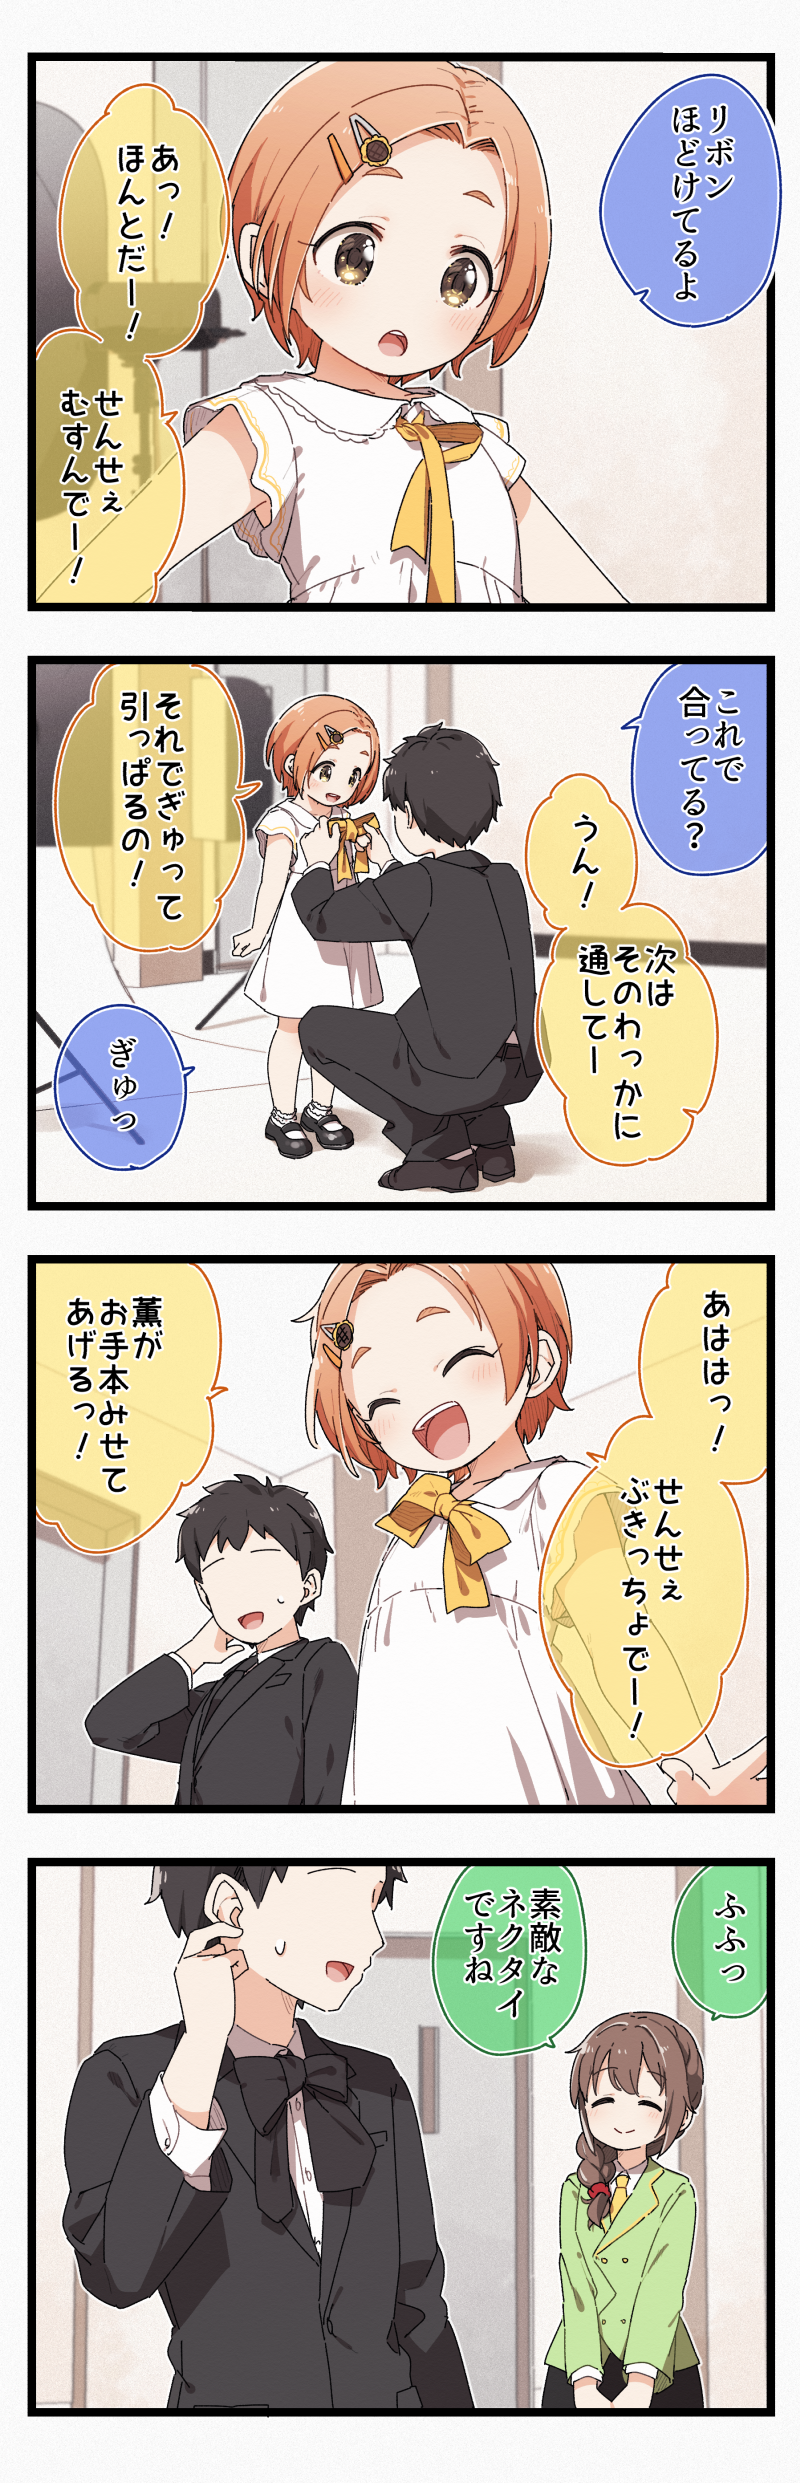 リボン
ほどけてるよ
あっ！
ほんとだー！
せんせぇ
むすんでー！
これで
合ってる？
うん！
次は
そのわっかに
通してー
それでぎゅって
引っぱるの！
ぎゅっ
あははっ！
せんせぇ
ぶきっちょでー！
薫が
お手本みせて
あげるっ！
ふふっ
素敵な
ネクタイ
ですね